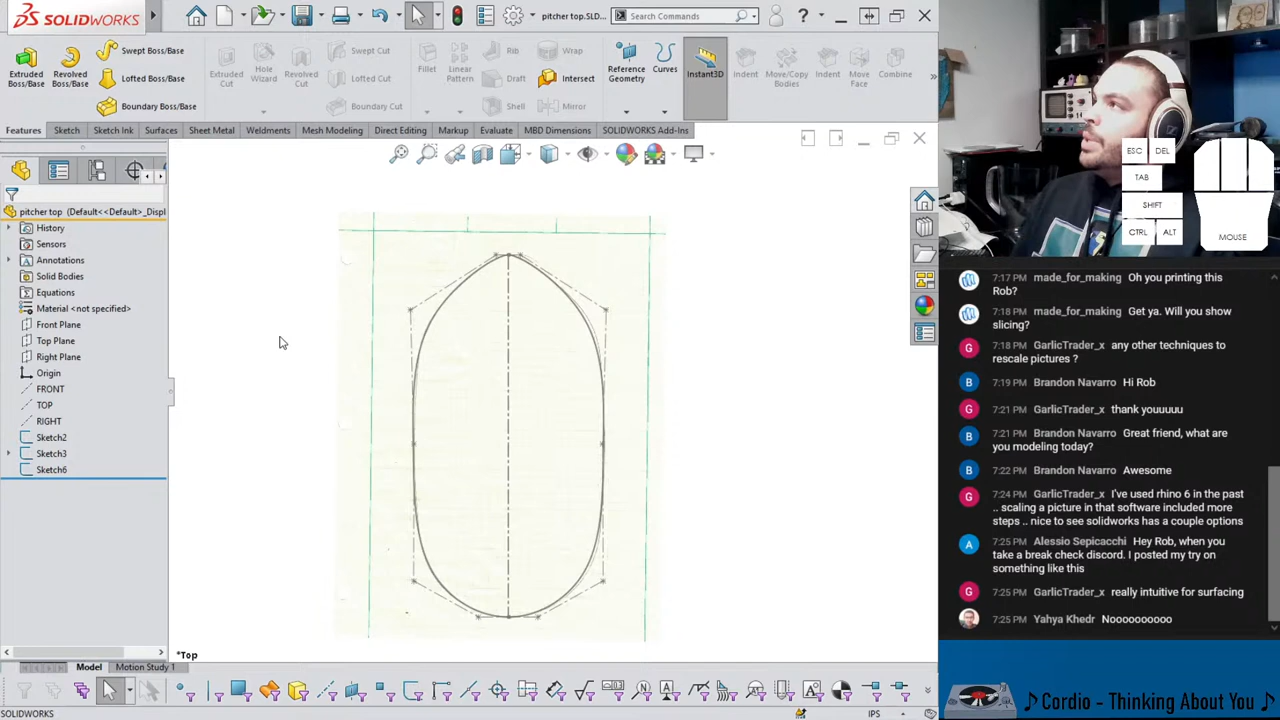 SOLIDWORKS
pitcher top.SLD...
Search Commands
Extruded Boss/Base
Revolved Boss/Base
Swept Boss/Base
Lofted Boss/Base
Boundary Boss/Base
Extruded Cut
Hole Wizard
Revolved Cut
Swept Cut
Lofted Cut
Boundary Cut
Fillet
Linear Pattern
Rib
Draft
Shell
Wrap
Intersect
Mirror
Reference Geometry
Curves
Instant3D
Indent
Move/Copy Bodies
Indent
Move Face
Combine
Features
Sketch
Sketch Ink
Surfaces
Sheet Metal
Weldments
Mesh Modeling
Direct Editing
Markup
Evaluate
MBD Dimensions
SOLIDWORKS Add-Ins
pitcher top (Default<<Default>_Displ
History
Sensors
Annotations
Solid Bodies
Equations
Material <not specified>
Front Plane
Top Plane
Right Plane
Origin
FRONT
TOP
RIGHT
Sketch2
Sketch3
Sketch6
*Top
Model
Motion Study 1
SOLIDWORKS
IPS
ESC
DEL
TAB
SHIFT
CTRL
ALT
MOUSE
7:17 PM made_for_making Oh you printing this
Rob?
7:18 PM made_for_making Get ya. Will you show
slicing?
G
7:18 PM GarlicTrader_x any other techniques to
rescale pictures ?
B
7:19 PM Brandon Navarro Hi Rob
G
7:21 PM GarlicTrader_x thank youuuuu
B
7:21 PM Brandon Navarro Great friend, what are
you modeling today?
B
7:22 PM Brandon Navarro Awesome
G
7:24 PM GarlicTrader_x I've used rhino 6 in the past
.. scaling a picture in that software included more
steps .. nice to see solidworks has a couple options
A
7:25 PM Alessio Sepicacchi Hey Rob, when you
take a break check discord. I posted my try on
something like this
G
7:25 PM GarlicTrader_x really intuitive for surfacing
7:25 PM Yahya Khedr Nooooooooo
♪ Cordio - Thinking About You ♪